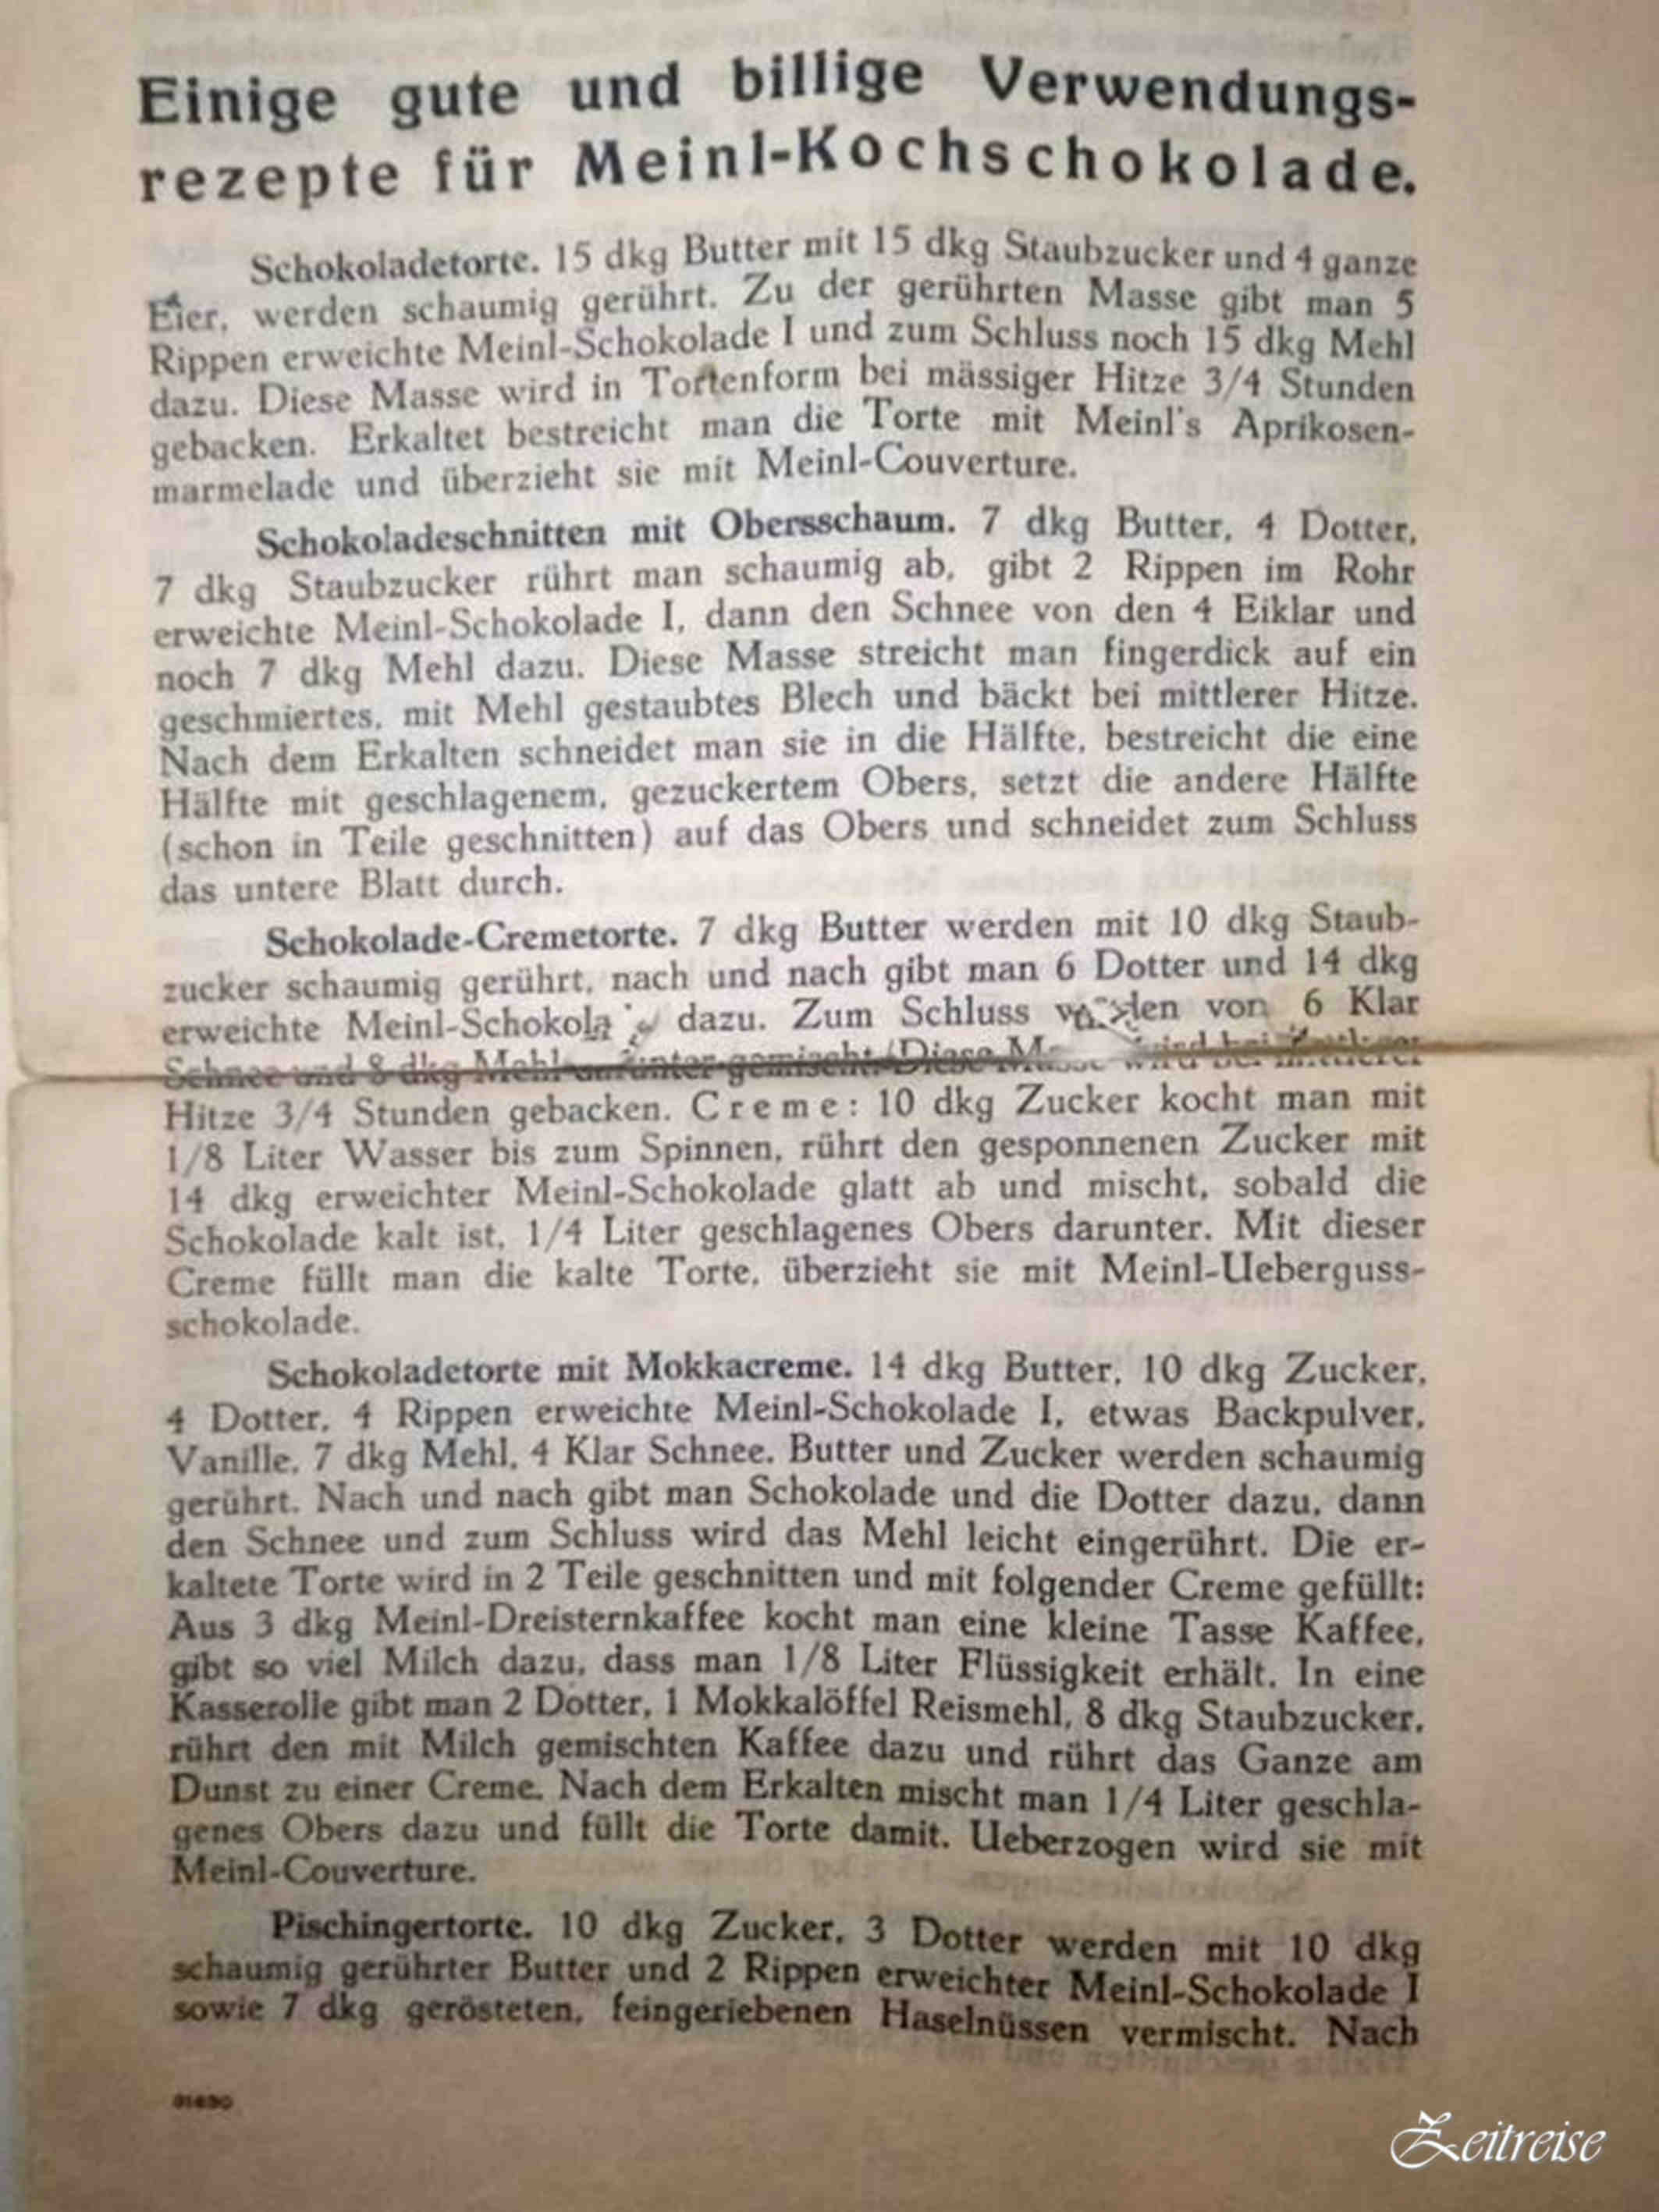 Einige gute und billige Verwendungs-
rezepte für Meinl-Kochschokolade.
Schokoladetorte. 15 dkg Butter mit 15 dkg Staubzucker und 4 ganze
Eier, werden schaumig gerührt. Zu der gerührten Masse gibt man 5
Rippen erweichte Meinl-Schokolade I und zum Schluss noch 15 dkg Mehl
dazu. Diese Masse wird in Tortenform bei mässiger Hitze 3/4 Stunden
gebacken. Erkaltet bestreicht man die Torte mit Meinl's Aprikosen-
marmelade und überzieht sie mit Meinl-Couverture.
Schokoladeschnitten mit Obersschaum. 7 dkg Butter, 4 Dotter,
7 dkg Staubzucker rührt man schaumig ab, gibt 2 Rippen im Rohr
erweichte Meinl-Schokolade I, dann den Schnee von den 4 Eiklar und
noch 7 dkg Mehl dazu. Diese Masse streicht man fingerdick auf ein
geschmiertes, mit Mehl gestaubtes Blech und bäckt bei mittlerer Hitze.
Nach dem Erkalten schneidet man sie in die Hälfte, bestreicht die eine
Hälfte mit geschlagenem, gezuckertem Obers, setzt die andere Hälfte
(schon in Teile geschnitten) auf das Obers und schneidet zum Schluss
das untere Blatt durch.
Schokolade-Cremetorte. 7 dkg Butter werden mit 10 dkg Staub-
zucker schaumig gerührt, nach und nach gibt man 6 Dotter und 14 dkg
erweichte Meinl-Schokolade dazu. Zum Schluss werden von 6 Klar
Schnee und 8 dkg Mehl darunter gemischt. Diese Masse wird bei mittlerer
Hitze 3/4 Stunden gebacken. Creme: 10 dkg Zucker kocht man mit
1/8 Liter Wasser bis zum Spinnen, rührt den gesponnenen Zucker mit
14 dkg erweichter Meinl-Schokolade glatt ab und mischt, sobald die
Schokolade kalt ist, 1/4 Liter geschlagenes Obers darunter. Mit dieser
Creme füllt man die kalte Torte, überzieht sie mit Meinl-Ueberguss-
schokolade.
Schokoladetorte mit Mokkacreme. 14 dkg Butter, 10 dkg Zucker,
4 Dotter, 4 Rippen erweichte Meinl-Schokolade I, etwas Backpulver,
Vanille, 7 dkg Mehl, 4 Klar Schnee. Butter und Zucker werden schaumig
gerührt. Nach und nach gibt man Schokolade und die Dotter dazu, dann
den Schnee und zum Schluss wird das Mehl leicht eingerührt. Die er-
kaltete Torte wird in 2 Teile geschnitten und mit folgender Creme gefüllt:
Aus 3 dkg Meinl-Dreisternkaffee kocht man eine kleine Tasse Kaffee,
gibt so viel Milch dazu, dass man 1/8 Liter Flüssigkeit erhält. In eine
Kasserolle gibt man 2 Dotter, 1 Mokkalöffel Reismehl, 8 dkg Staubzucker,
rührt den mit Milch gemischten Kaffee dazu und rührt das Ganze am
Dunst zu einer Creme. Nach dem Erkalten mischt man 1/4 Liter geschla-
genes Obers dazu und füllt die Torte damit. Ueberzogen wird sie mit
Meinl-Couverture.
Pischingertorte. 10 dkg Zucker, 3 Dotter werden mit 10 dkg
schaumig gerührter Butter und 2 Rippen erweichter Meinl-Schokolade I
sowie 7 dkg gerösteten, feingeriebenen Haselnüssen vermischt. Nach
Zeitreise